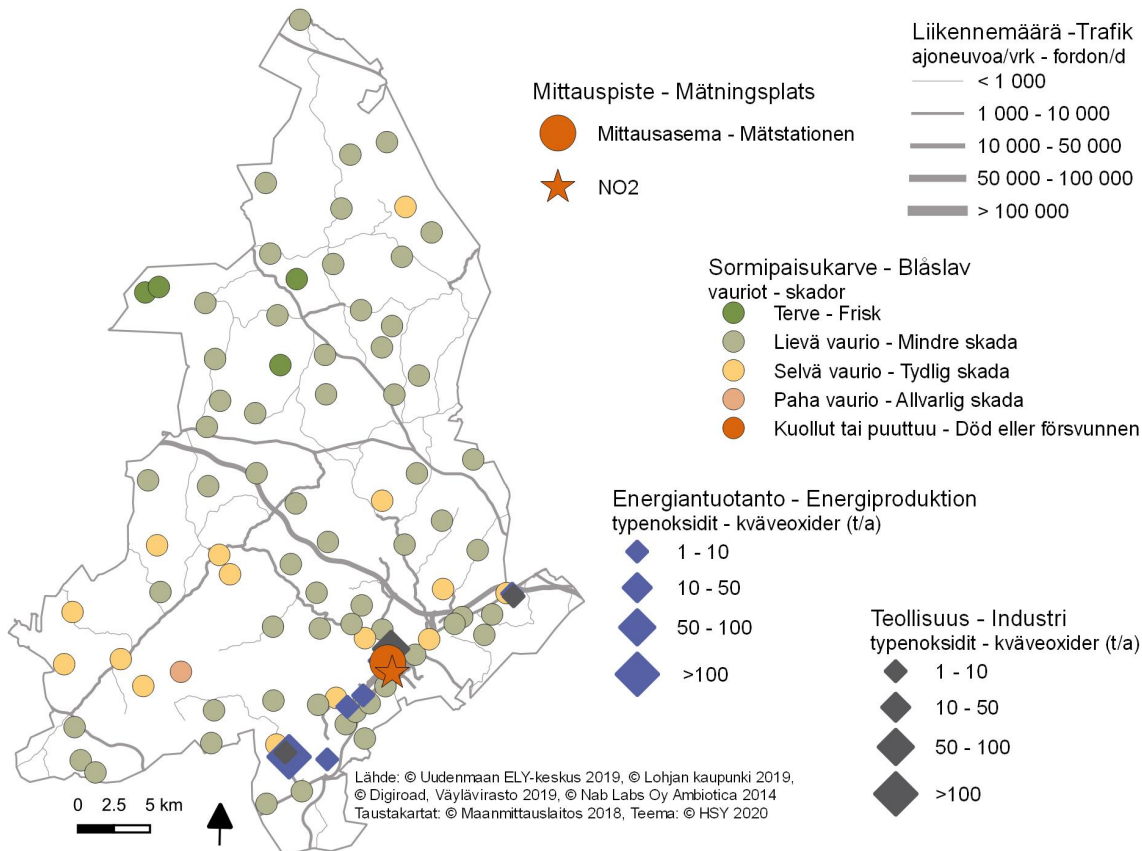 Liikennemäärä -Trafik
ajoneuvoa/vrk - fordon/d
< 1 000
1 000 - 10 000
10 000 - 50 000
50 000 - 100 000
> 100 000
Mittauspiste - Mätningsplats
Mittausasema - Mätstationen
NO2
Sormipaisukarve - Blåslav
vauriot - skador
Terve - Frisk
Lievä vaurio - Mindre skada
Selvä vaurio - Tydlig skada
Paha vaurio - Allvarlig skada
Kuollut tai puuttuu - Död eller försvunnen
Energiantuotanto - Energiproduktion
typenoksidit - kväveoxider (t/a)
1 - 10
10 - 50
50 - 100
>100
Teollisuus - Industri
typenoksidit - kväveoxider (t/a)
1 - 10
10 - 50
50 - 100
>100
Lähde: © Uudenmaan ELY-keskus 2019, © Lohjan kaupunki 2019,
© Digiroad, Väylävirasto 2019, © Nab Labs Oy Ambiotica 2014
Taustakartat: © Maanmittauslaitos 2018, Teema: © HSY 2020
0 2.5 5 km